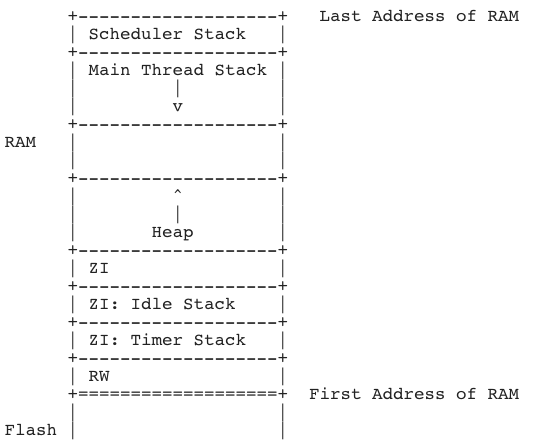 +-------------------+   Last Address of RAM
| Scheduler Stack   |
+-------------------+
| Main Thread Stack |
|         |         |
|         v         |
+-------------------+
RAM   |                   |
|                   |
+-------------------+
|         ^         |
|         |         |
|       Heap        |
+-------------------+
| ZI                |
+-------------------+
| ZI: Idle Stack    |
+-------------------+
| ZI: Timer Stack   |
+-------------------+
| RW                |
+===================+  First Address of RAM
|                   |
Flash |                   |